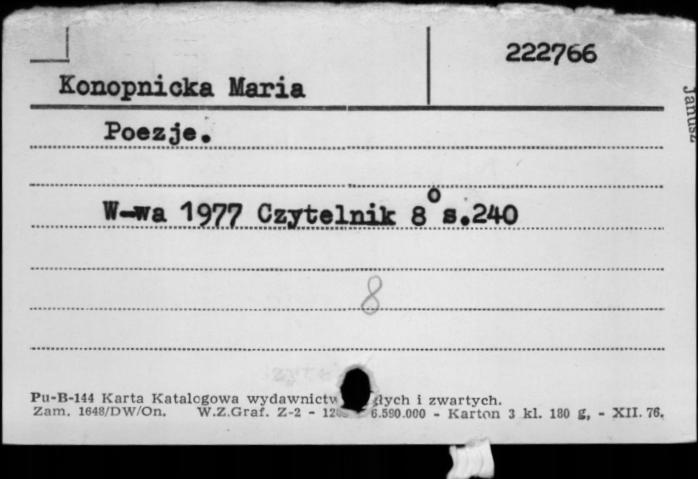 222766
Konopnicka Maria
Poezje.
W-wa 1977 Czytelnik 8° s.240
8
Pu-B-144 Karta Katalogowa wydawnictw dych i zwartych.
Zam. 1648/DW/On. W.Z.Graf. Z-2 - 6.590.000 - Karton 3 kl. 180 g, - XII. 76.
Janusz